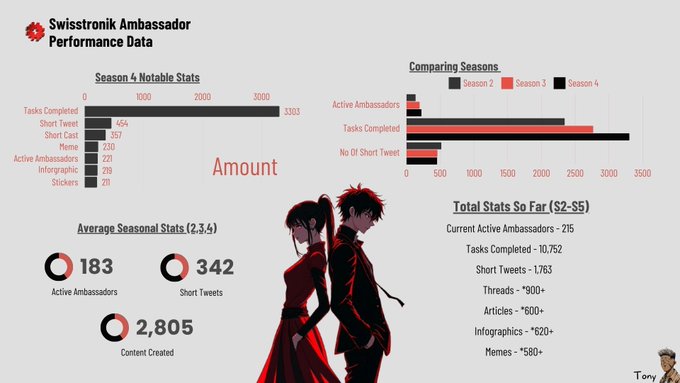 Swisstronik Ambassador
Performance Data
Season 4 Notable Stats
0 1000 2000 3000
Tasks Completed 3303
Short Tweet 454
Short Cast 357
Meme 230
Active Ambassadors 221
Inforgraphic 219
Stickers 211
Amount
Comparing Seasons
Season 2 Season 3 Season 4
Active Ambassadors
Tasks Completed
No Of Short Tweet
0 500 1000 1500 2000 2500 3000 3500
Average Seasonal Stats (2,3,4)
183
Active Ambassadors
342
Short Tweets
2,805
Content Created
Total Stats So Far (S2-S5)
Current Active Ambassadors - 215
Tasks Completed - 10,752
Short Tweets - 1,763
Threads - *900+
Articles - *600+
Infographics - *620+
Memes - *580+
Tony